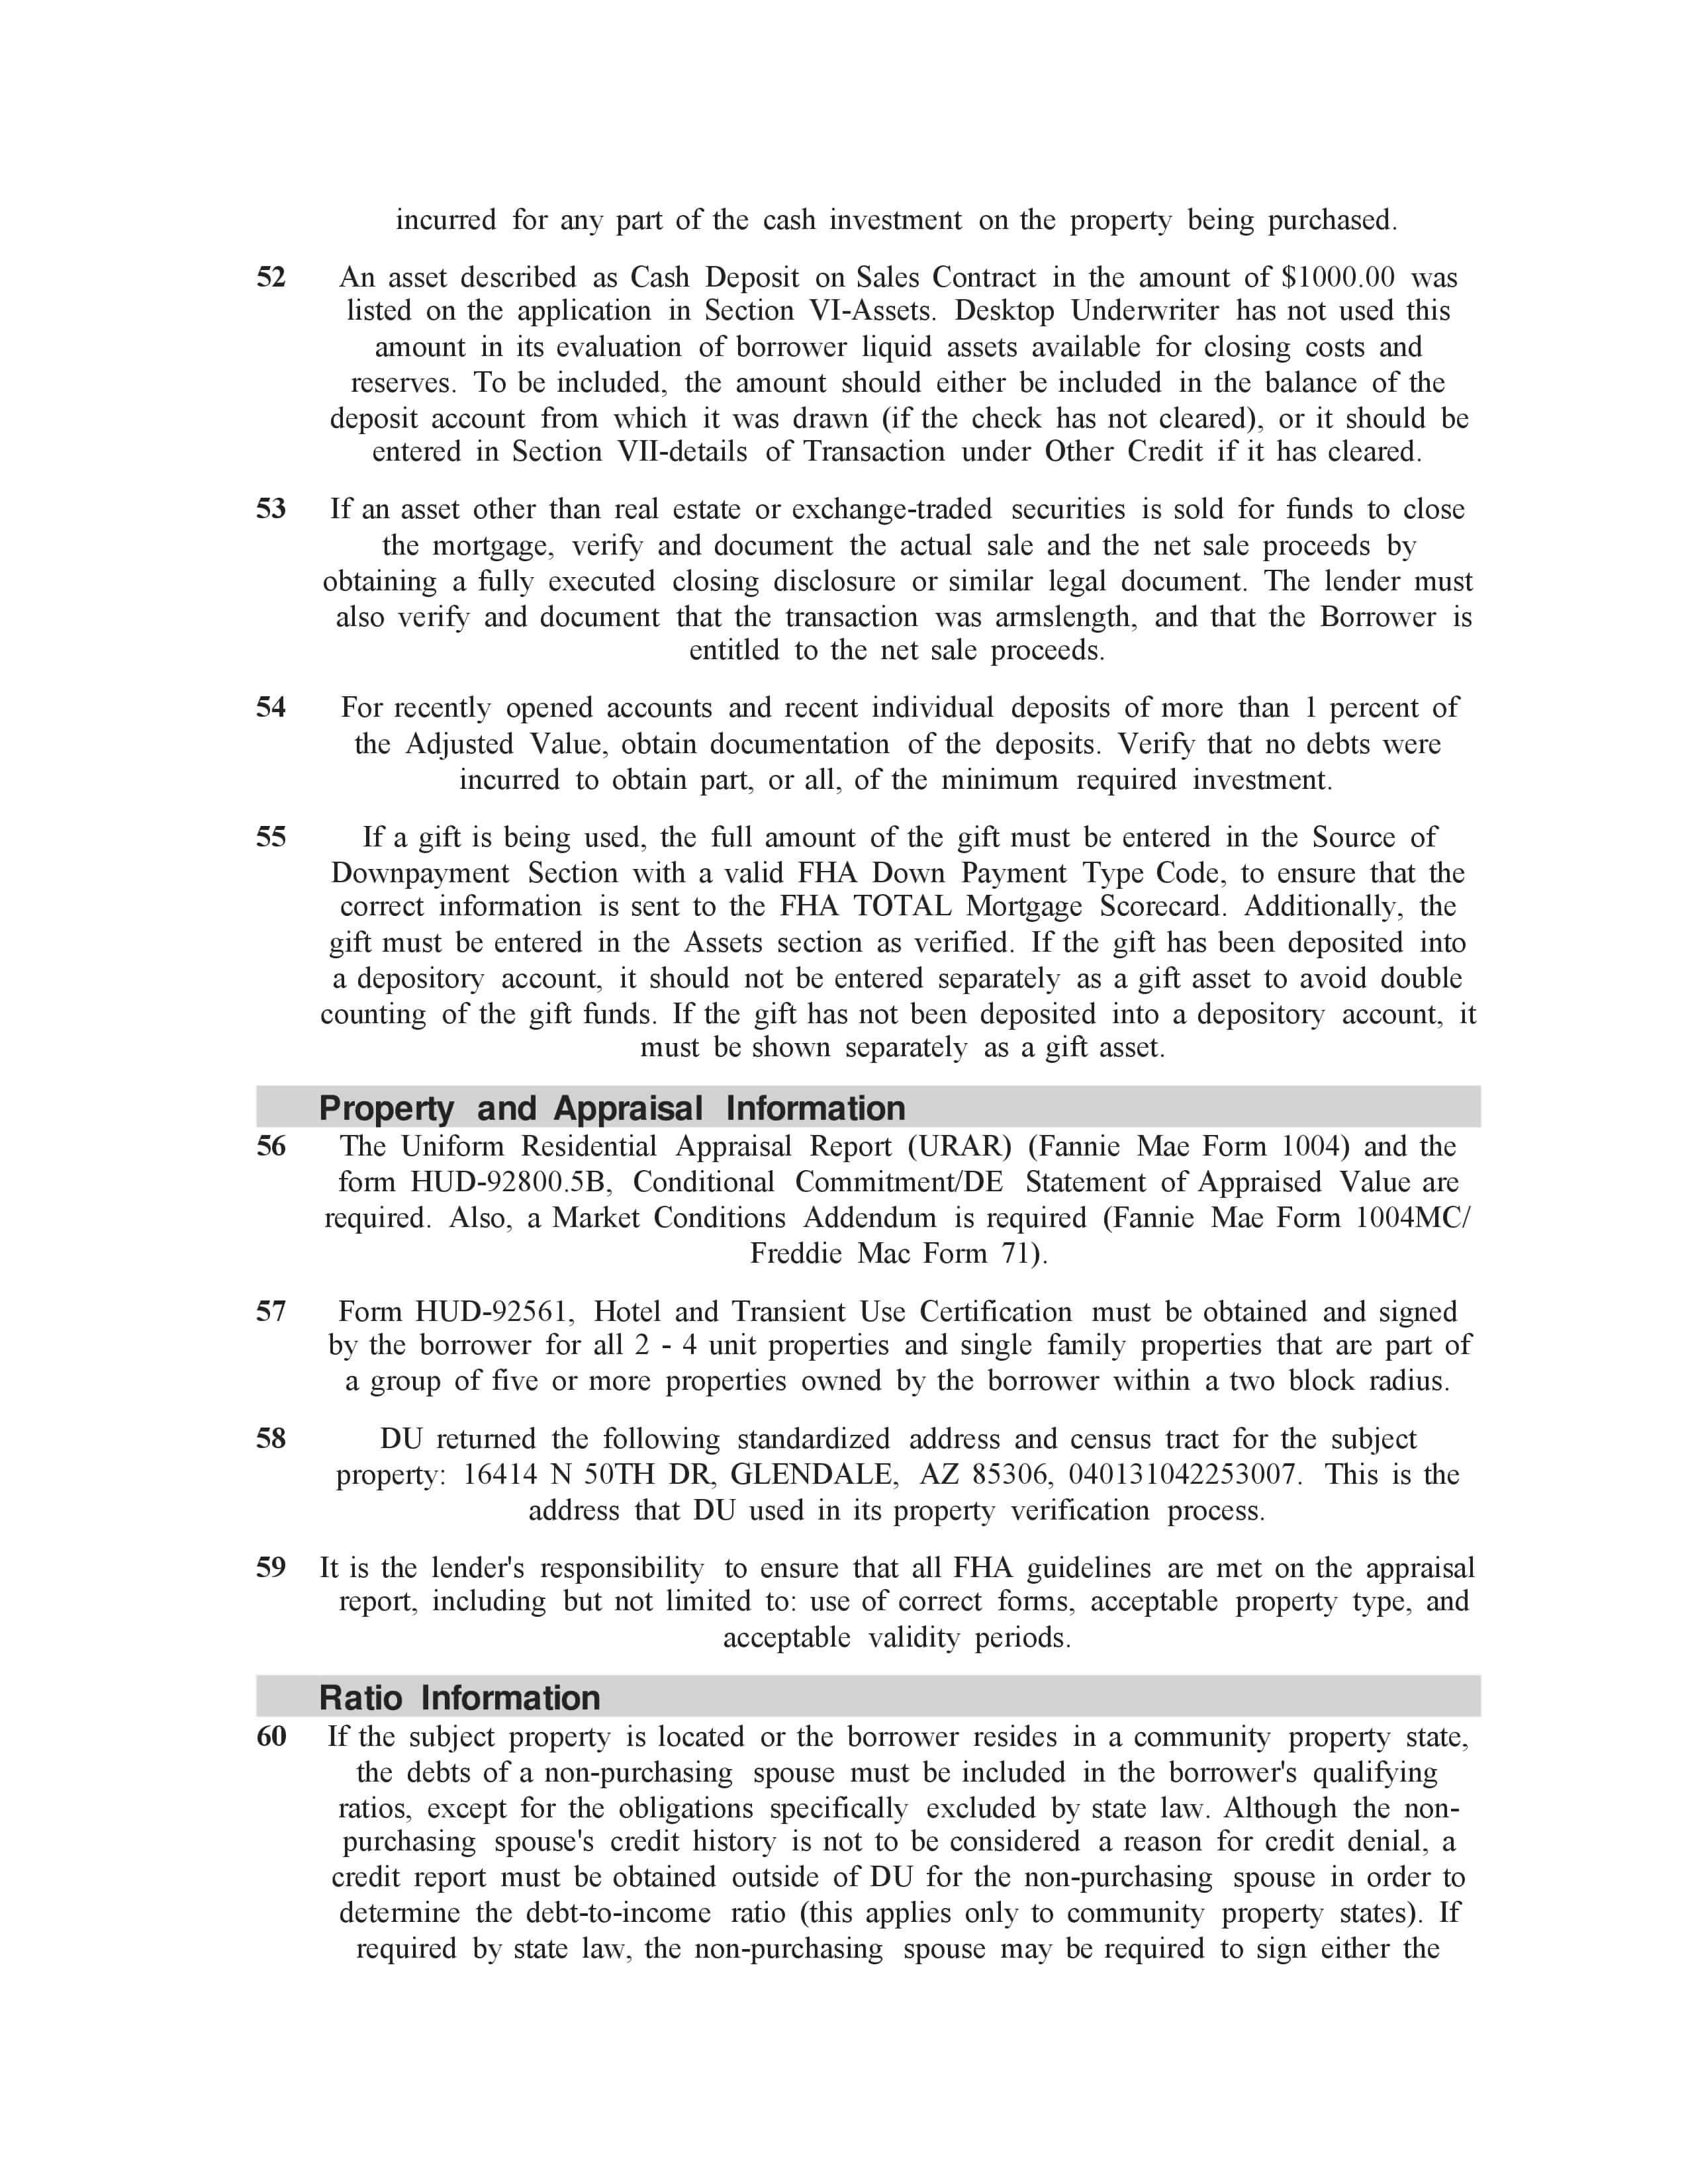 incurred for any part of the cash investment on the property being purchased.
52 An asset described as Cash Deposit on Sales Contract in the amount of $1000.00 was
listed on the application in Section VI-Assets. Desktop Underwriter has not used this
amount in its evaluation of borrower liquid assets available for closing costs and
reserves. To be included, the amount should either be included in the balance of the
deposit account from which it was drawn (if the check has not cleared), or it should be
entered in Section VII-details of Transaction under Other Credit if it has cleared.
53 If an asset other than real estate or exchange-traded securities is sold for funds to close
the mortgage, verify and document the actual sale and the net sale proceeds by
obtaining a fully executed closing disclosure or similar legal document. The lender must
also verify and document that the transaction was armslength, and that the Borrower is
entitled to the net sale proceeds.
54 For recently opened accounts and recent individual deposits of more than 1 percent of
the Adjusted Value, obtain documentation of the deposits. Verify that no debts were
incurred to obtain part, or all, of the minimum required investment.
55 If a gift is being used, the full amount of the gift must be entered in the Source of
Downpayment Section with a valid FHA Down Payment Type Code, to ensure that the
correct information is sent to the FHA TOTAL Mortgage Scorecard. Additionally, the
gift must be entered in the Assets section as verified. If the gift has been deposited into
a depository account, it should not be entered separately as a gift asset to avoid double
counting of the gift funds. If the gift has not been deposited into a depository account, it
must be shown separately as a gift asset.
Property and Appraisal Information
56 The Uniform Residential Appraisal Report (URAR) (Fannie Mae Form 1004) and the
form HUD-92800.5B, Conditional Commitment/DE Statement of Appraised Value are
required. Also, a Market Conditions Addendum is required (Fannie Mae Form 1004MC/
Freddie Mac Form 71).
57 Form HUD-92561, Hotel and Transient Use Certification must be obtained and signed
by the borrower for all 2 - 4 unit properties and single family properties that are part of
a group of five or more properties owned by the borrower within a two block radius.
58 DU returned the following standardized address and census tract for the subject
property: 16414 N 50TH DR, GLENDALE, AZ 85306, 040131042253007. This is the
address that DU used in its property verification process.
59 It is the lender's responsibility to ensure that all FHA guidelines are met on the appraisal
report, including but not limited to: use of correct forms, acceptable property type, and
acceptable validity periods.
Ratio Information
60 If the subject property is located or the borrower resides in a community property state,
the debts of a non-purchasing spouse must be included in the borrower's qualifying
ratios, except for the obligations specifically excluded by state law. Although the non-
purchasing spouse's credit history is not to be considered a reason for credit denial, a
credit report must be obtained outside of DU for the non-purchasing spouse in order to
determine the debt-to-income ratio (this applies only to community property states). If
required by state law, the non-purchasing spouse may be required to sign either the